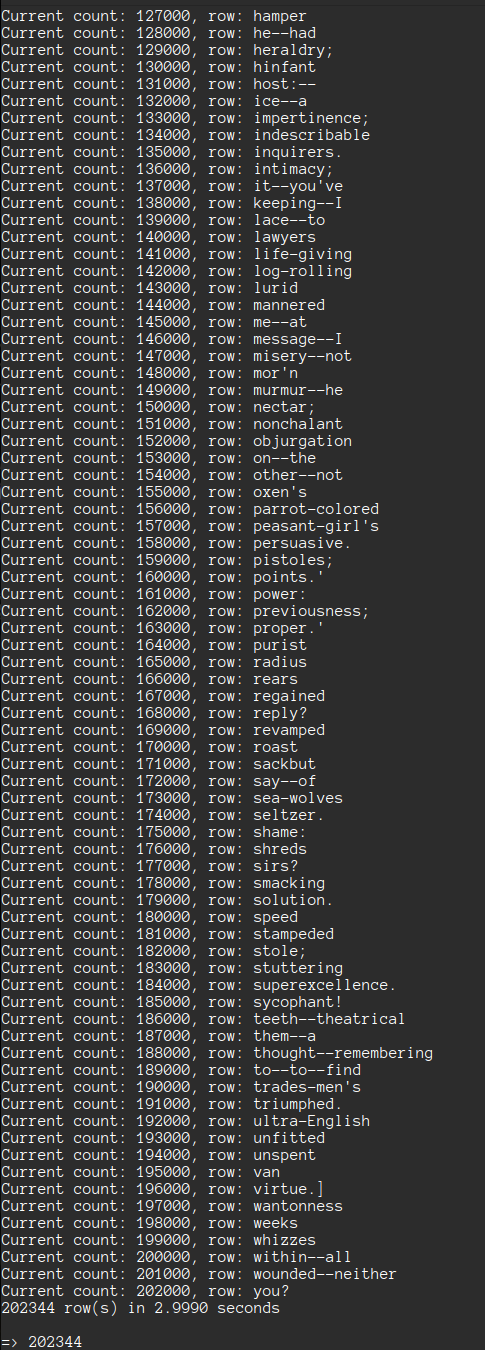 Current count: 127000, row: hamper
Current count: 128000, row: he--had
Current count: 129000, row: heraldry;
Current count: 130000, row: hinfant
Current count: 131000, row: host:--
Current count: 132000, row: ice--a
Current count: 133000, row: impertinence;
Current count: 134000, row: indescribable
Current count: 135000, row: inquirers.
Current count: 136000, row: intimacy;
Current count: 137000, row: it--you've
Current count: 138000, row: keeping--I
Current count: 139000, row: lace--to
Current count: 140000, row: lawyers
Current count: 141000, row: life-giving
Current count: 142000, row: log-rolling
Current count: 143000, row: lurid
Current count: 144000, row: mannered
Current count: 145000, row: me--at
Current count: 146000, row: message--I
Current count: 147000, row: misery--not
Current count: 148000, row: mor'n
Current count: 149000, row: murmur--he
Current count: 150000, row: nectar;
Current count: 151000, row: nonchalant
Current count: 152000, row: objurgation
Current count: 153000, row: on--the
Current count: 154000, row: other--not
Current count: 155000, row: oxen's
Current count: 156000, row: parrot-colored
Current count: 157000, row: peasant-girl's
Current count: 158000, row: persuasive.
Current count: 159000, row: pistoles;
Current count: 160000, row: points.'
Current count: 161000, row: power:
Current count: 162000, row: previousness;
Current count: 163000, row: proper.'
Current count: 164000, row: purist
Current count: 165000, row: radius
Current count: 166000, row: rears
Current count: 167000, row: regained
Current count: 168000, row: reply?
Current count: 169000, row: revamped
Current count: 170000, row: roast
Current count: 171000, row: sackbut
Current count: 172000, row: say--of
Current count: 173000, row: sea-wolves
Current count: 174000, row: seltzer.
Current count: 175000, row: shame:
Current count: 176000, row: shreds
Current count: 177000, row: sirs?
Current count: 178000, row: smacking
Current count: 179000, row: solution.
Current count: 180000, row: speed
Current count: 181000, row: stampeded
Current count: 182000, row: stole;
Current count: 183000, row: stuttering
Current count: 184000, row: superexcellence.
Current count: 185000, row: sycophant!
Current count: 186000, row: teeth--theatrical
Current count: 187000, row: them--a
Current count: 188000, row: thought--remembering
Current count: 189000, row: to--to--find
Current count: 190000, row: trades-men's
Current count: 191000, row: triumphed.
Current count: 192000, row: ultra-English
Current count: 193000, row: unfitted
Current count: 194000, row: unspent
Current count: 195000, row: van
Current count: 196000, row: virtue.]
Current count: 197000, row: wantonness
Current count: 198000, row: weeks
Current count: 199000, row: whizzes
Current count: 200000, row: within--all
Current count: 201000, row: wounded--neither
Current count: 202000, row: you?
202344 row(s) in 2.9990 seconds
=> 202344